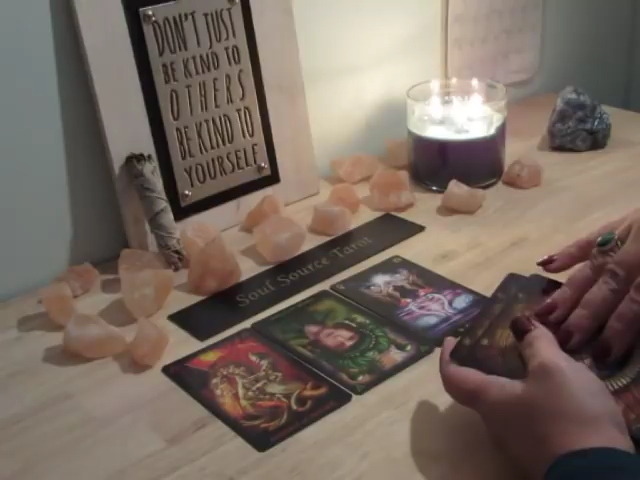 DON'T JUST
BE KIND TO
OTHERS
BE KIND TO
YOURSELF
Soul Source Tarot